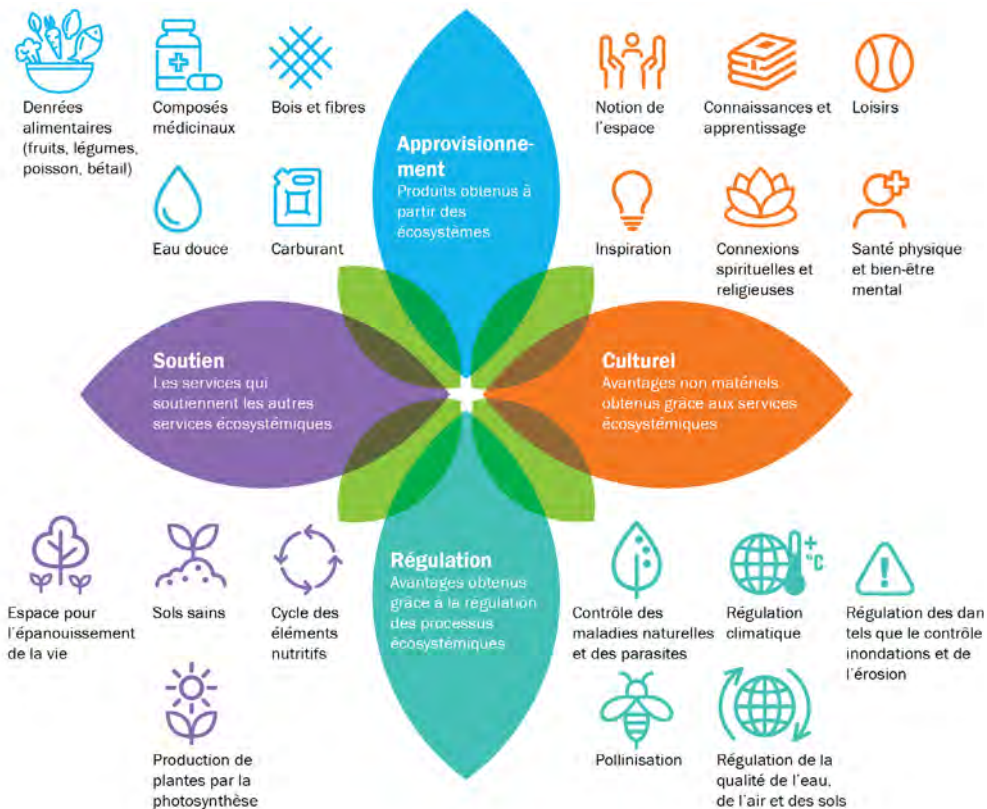 Denrées
alimentaires
(fruits, légumes,
poisson, bétail)
Composés
médicinaux
Bois et fibres
Eau douce
Carburant
Approvisionne-
ment
Produits obtenus à
partir des
écosystèmes
Notion de
l'espace
Connaissances et
apprentissage
Loisirs
Inspiration
Connexions
spirituelles et
religieuses
Santé physique
et bien-être
mental
Soutien
Les services qui
soutiennent les autres
services écosystémiques
Culturel
Avantages non matériels
obtenus grâce aux services
écosystémiques
Espace pour
l'épanouissement
de la vie
Sols sains
Cycle des
éléments
nutritifs
Production de
plantes par la
photosynthèse
Régulation
Avantages obtenus
grâce à la régulation
des processus
écosystémiques
Contrôle des
maladies naturelles
et des parasites
+
°C
Régulation
climatique
!
Régulation des dan
tels que le contrôle
inondations et de
l'érosion
Pollinisation
Régulation de la
qualité de l'eau,
de l'air et des sols